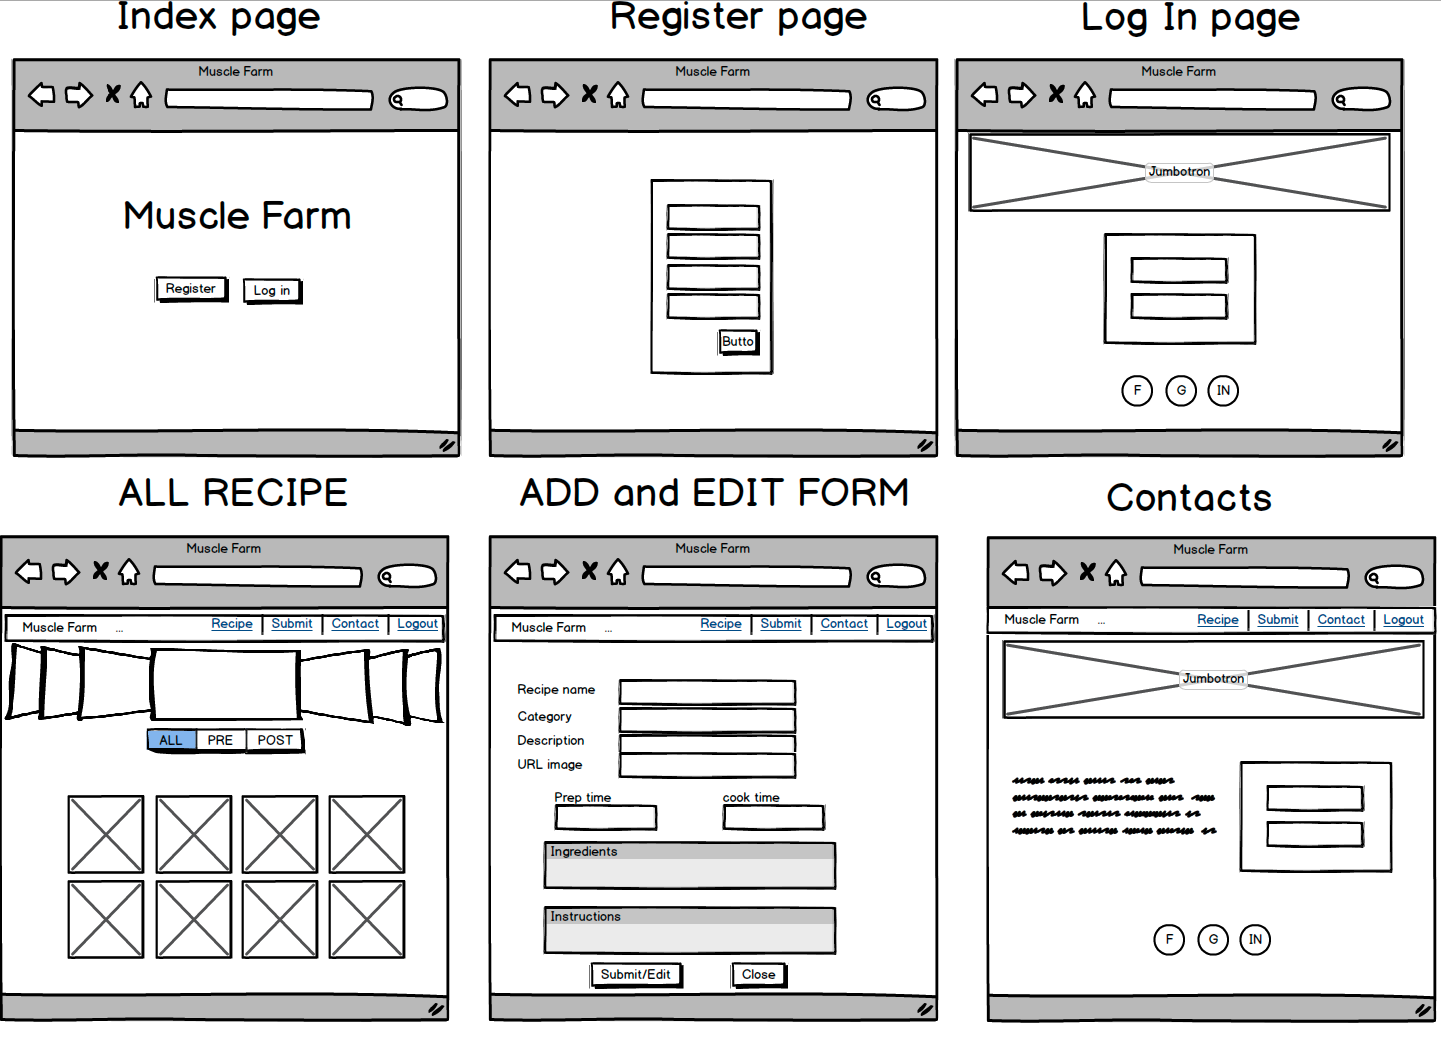 Index page
Register page
Log In page
Muscle Farm
Muscle Farm
Register
Log in
Muscle Farm
Butto
Muscle Farm
Jumbotron
F G IN
ALL RECIPE
ADD and EDIT FORM
Contacts
Muscle Farm
Muscle Farm ... Recipe Submit Contact Logout
ALL PRE POST
Muscle Farm
Muscle Farm ... Recipe Submit Contact Logout
Recipe name
Category
Description
URL image
Prep time cook time
Ingredients
Instructions
Submit/Edit Close
Muscle Farm
Muscle Farm ... Recipe Submit Contact Logout
Jumbotron
F G IN